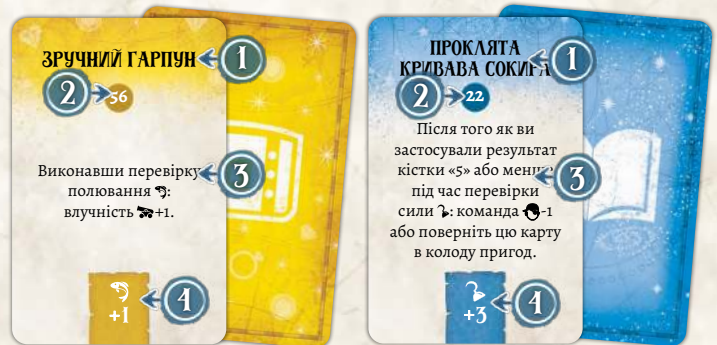 ЗРУЧНИЙ ГАРПУН
1
2
56
Виконавши перевірку
полювання :
влучність +1.
3
+1
4
ПРОКЛЯТА
КРИВАВА СОКИРА
1
2
22
Після того як ви
застосували результат
кістки «5» або менше
під час перевірки
сили : команда -1
або поверніть цю карту
в колоду пригод.
3
+3
4